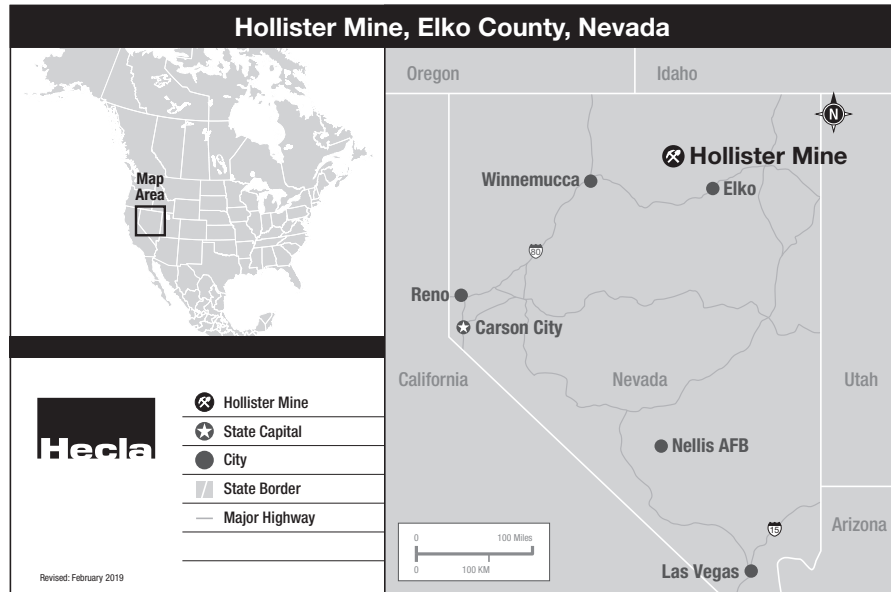 Hollister Mine, Elko County, Nevada
Map
Area
Hecla
Hollister Mine
State Capital
City
State Border
Major Highway
Revised: February 2019
Oregon
Idaho
N
Hollister Mine
Winnemucca
Elko
80
Reno
Carson City
California
Nevada
Utah
Nellis AFB
15
Arizona
0 100 Miles
0 100 KM
Las Vegas